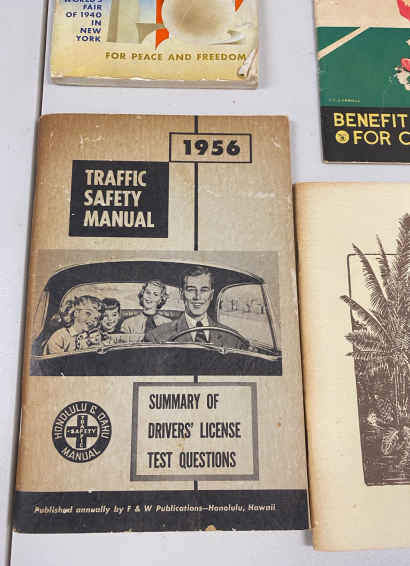 WORLD'S
FAIR
OF 1940
IN
NEW
YORK
FOR PEACE AND FREEDOM
BENEFIT
FOR
1956
TRAFFIC
SAFETY
MANUAL
HONOLULU & OAHU
TRAFFIC
SAFETY
MANUAL
SUMMARY OF
DRIVERS' LICENSE
TEST QUESTIONS
Published annually by F & W Publications—Honolulu, Hawaii